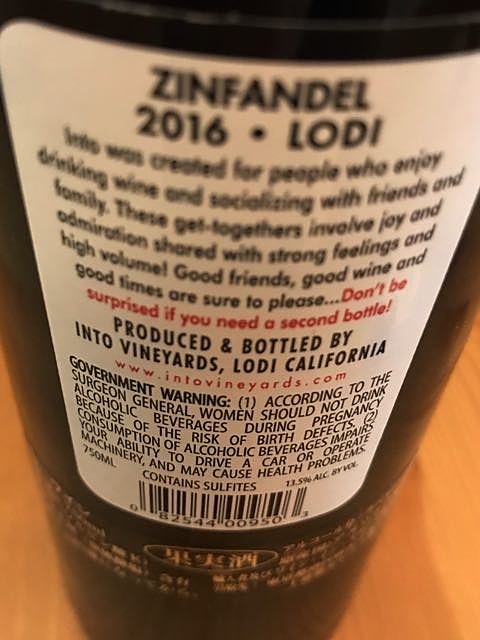 ZINFANDEL
2016 • LODI
Into was created for people who enjoy
drinking wine and socializing with friends and
family. These get-togethers involve joy and
admiration shared with strong feelings and
high volume! Good friends, good wine and
good times are sure to please...Don't be
surprised if you need a second bottle!
PRODUCED & BOTTLED BY
INTO VINEYARDS, LODI CALIFORNIA
www.intovineyards.com
GOVERNMENT WARNING: (1) ACCORDING TO THE
SURGEON GENERAL, WOMEN SHOULD NOT DRINK
ALCOHOLIC BEVERAGES DURING PREGNANCY
BECAUSE OF THE RISK OF BIRTH DEFECTS. (2)
CONSUMPTION OF ALCOHOLIC BEVERAGES IMPAIRS
YOUR ABILITY TO DRIVE A CAR OR OPERATE
MACHINERY, AND MAY CAUSE HEALTH PROBLEMS.
750ML CONTAINS SULFITES 13.5% ALC. BY VOL.
0 82544 00950 3
果実酒